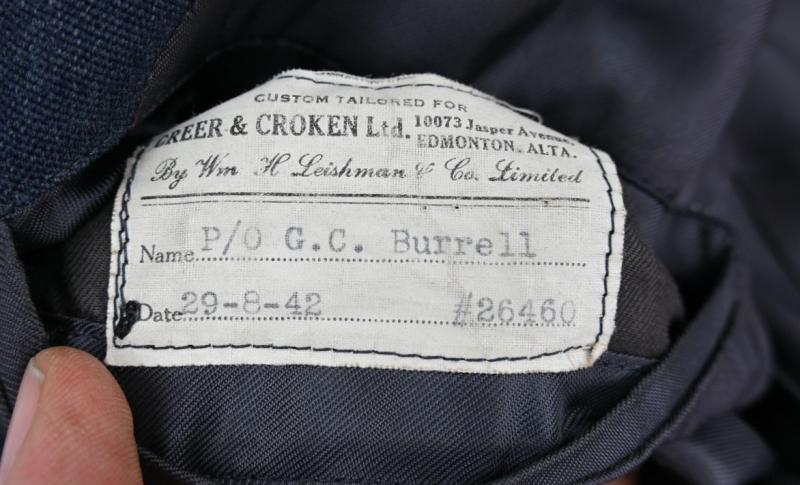 CUSTOM TAILORED FOR
GREER & CROKEN Ltd. 10073 Jasper Avenue.
EDMONTON, ALTA.
By Wm H Leishman & Co. Limited
Name P/O G.C. Burrell
Date 29-8-42 #26460